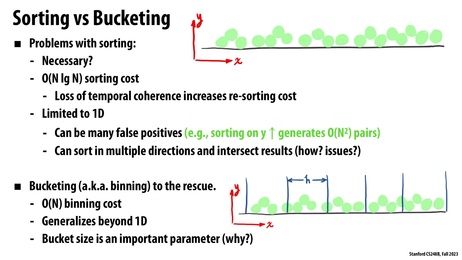 Sorting vs Bucketing
■ Problems with sorting:
- Necessary?
- O(N lg N) sorting cost
- Loss of temporal coherence increases re-sorting cost
- Limited to 1D
- Can be many false positives (e.g., sorting on y ↑ generates O(N²) pairs)
- Can sort in multiple directions and intersect results (how? issues?)
■ Bucketing (a.k.a. binning) to the rescue.
- O(N) binning cost
- Generalizes beyond 1D
- Bucket size is an important parameter (why?)
y
x
y
h
x
Stanford CS248B, Fall 2023